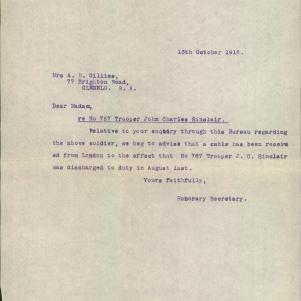 13th October 1916.
Mrs A. H. Gillies,
77 Brighton Road,
GLENELG. S. A.
Dear Madam,
re No 767 Trooper John Charles Sinclair.
Relative to your enquiry through this Bureau regarding
the above soldier, we beg to advise that a cable has been receiv
ed from London to the effect that No 767 Trooper J. C. Sinclair
was discharged to duty in August last.
Yours faithfully,
Honorary Secretary.